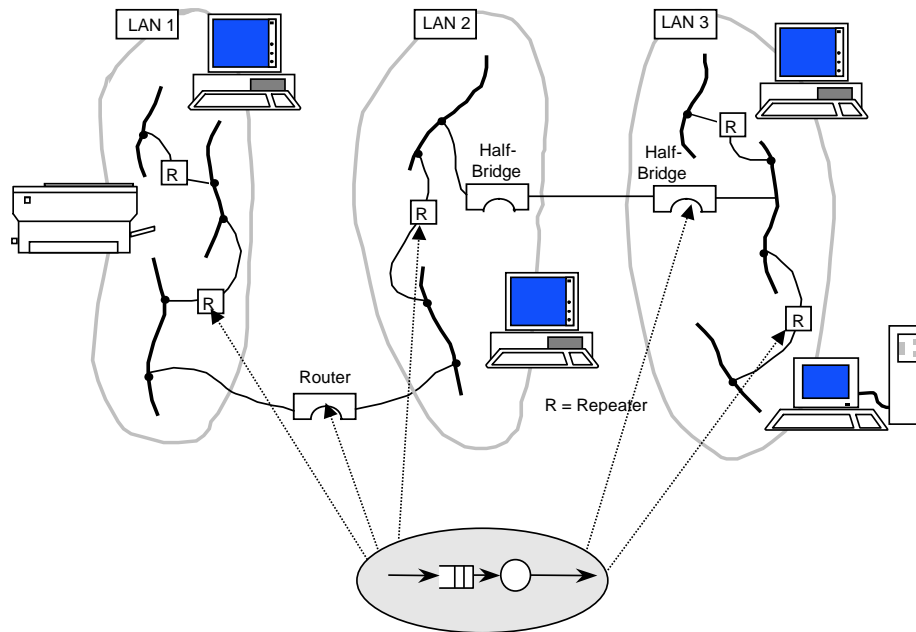 LAN 1
LAN 2
LAN 3
R
Half-
Bridge
Half-
Bridge
R
R
R
R
Router
R = Repeater